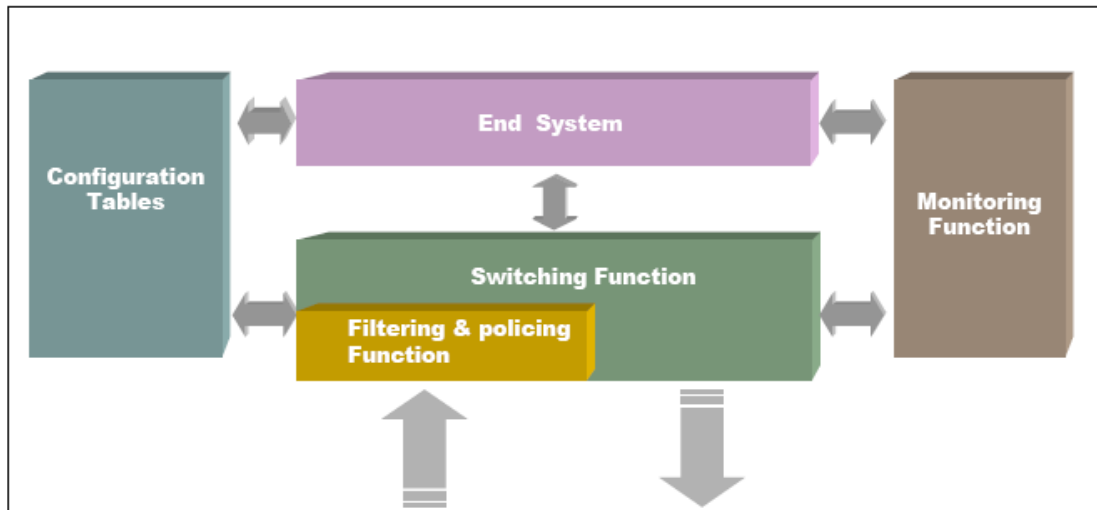 End System
Configuration
Tables
Monitoring
Function
Switching Function
Filtering & policing
Function